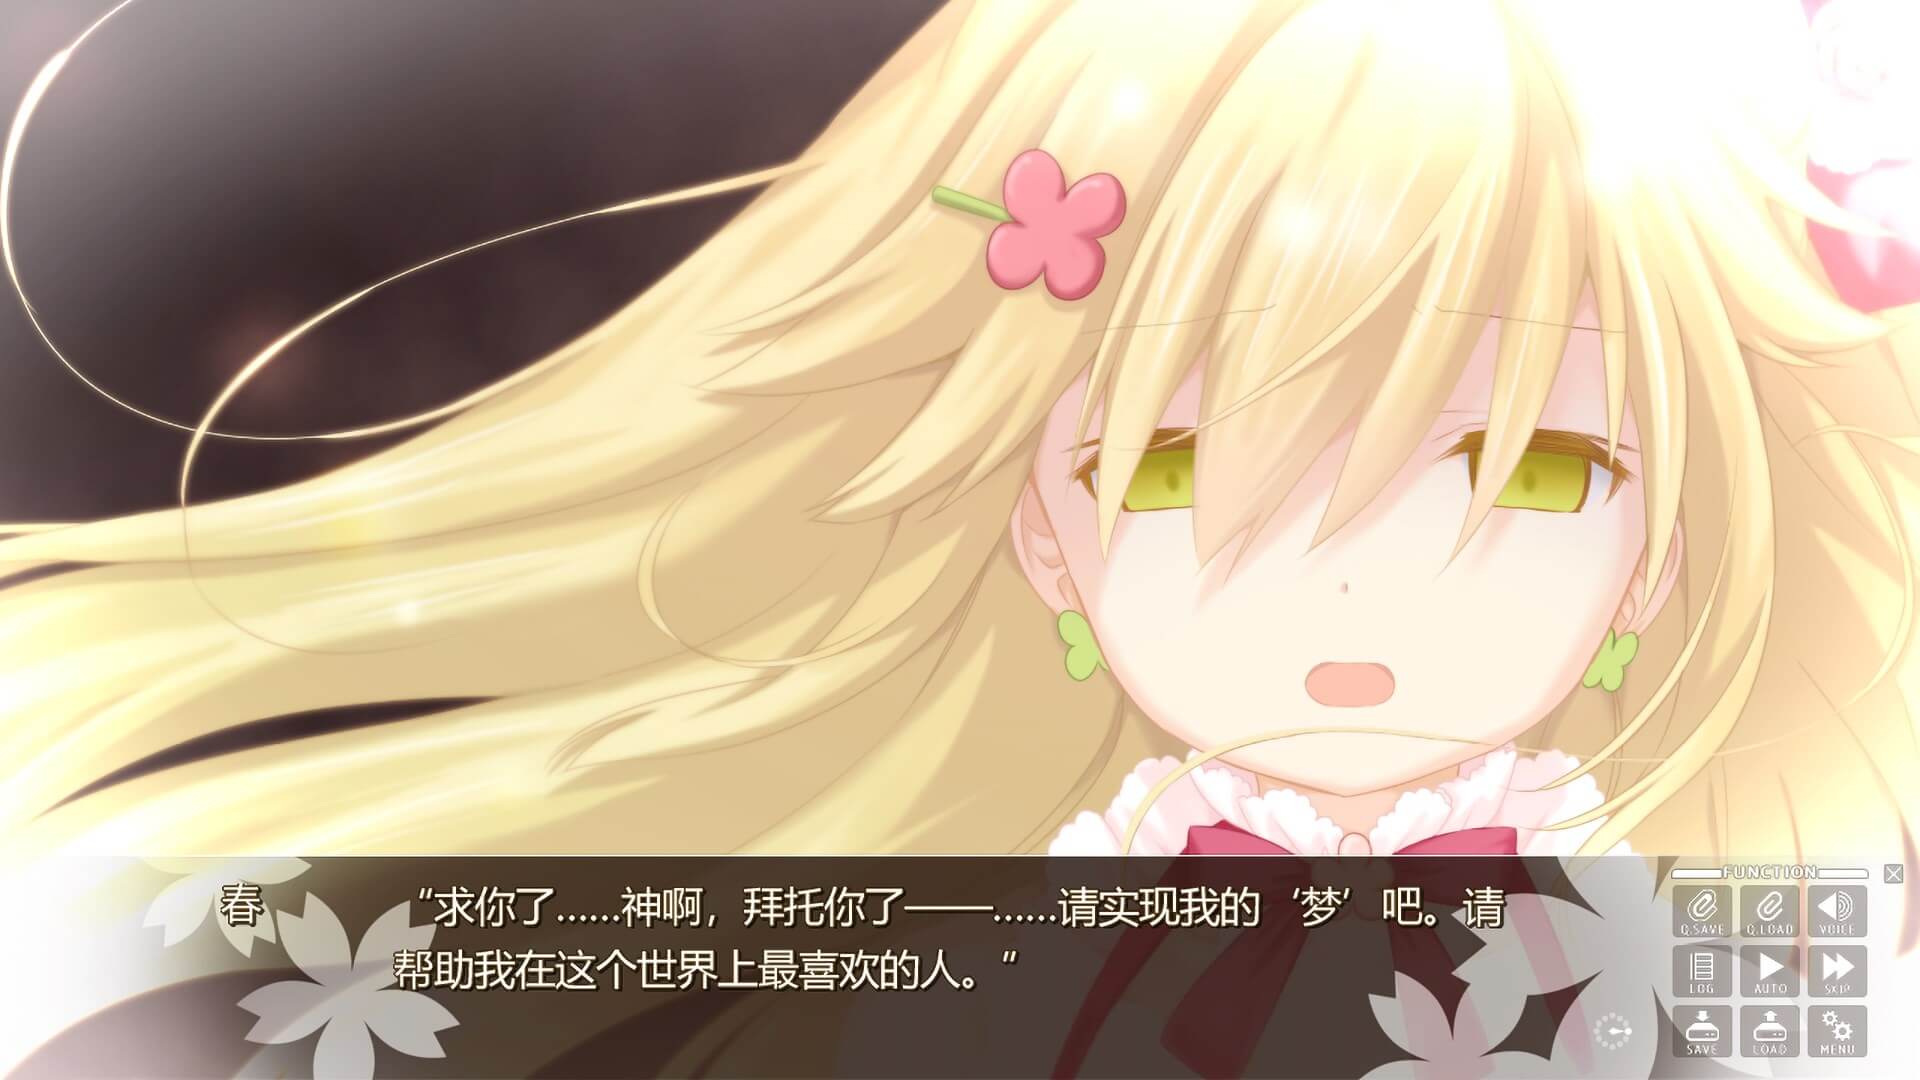 春
“求你了……神啊，拜托你了——……请实现我的‘梦’吧。请
帮助我在这个世界上最喜欢的人。”
FUNCTION
Q.SAVE Q.LOAD VOICE
LOG AUTO SKIP
SAVE LOAD MENU